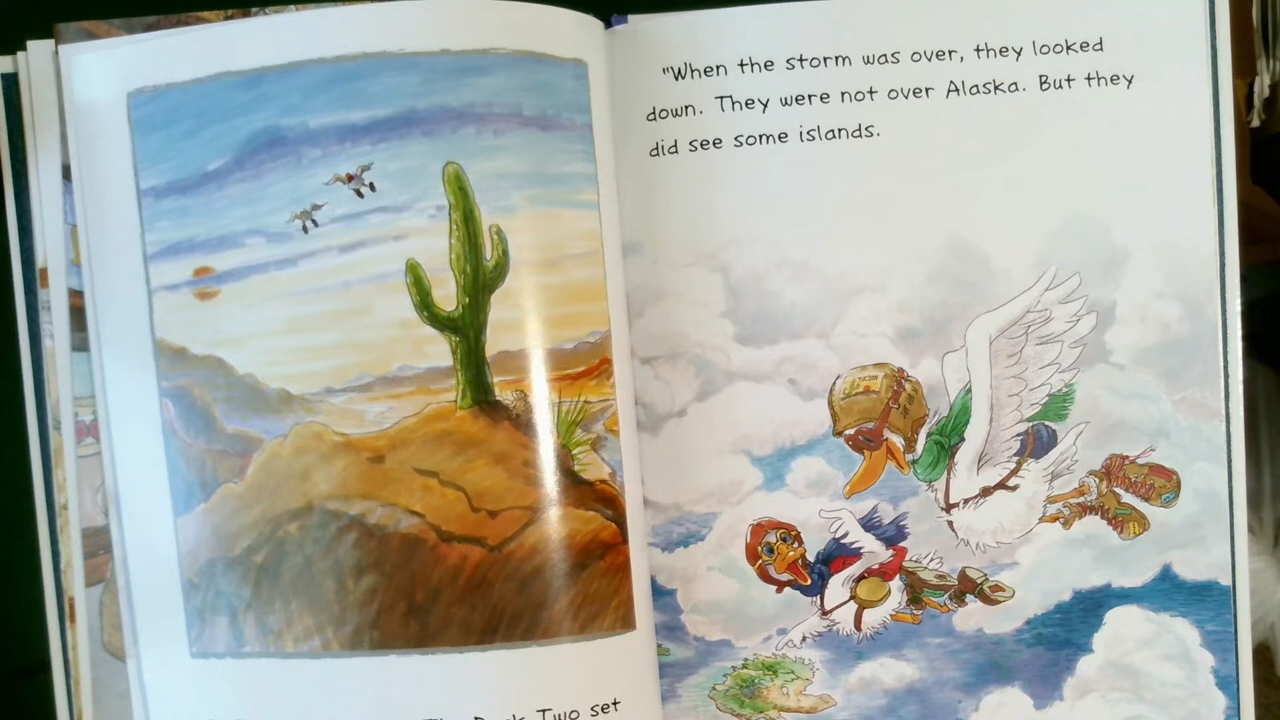 Two set
"When the storm was over, they looked
down. They were not over Alaska. But they
did see some islands.
TUCSON